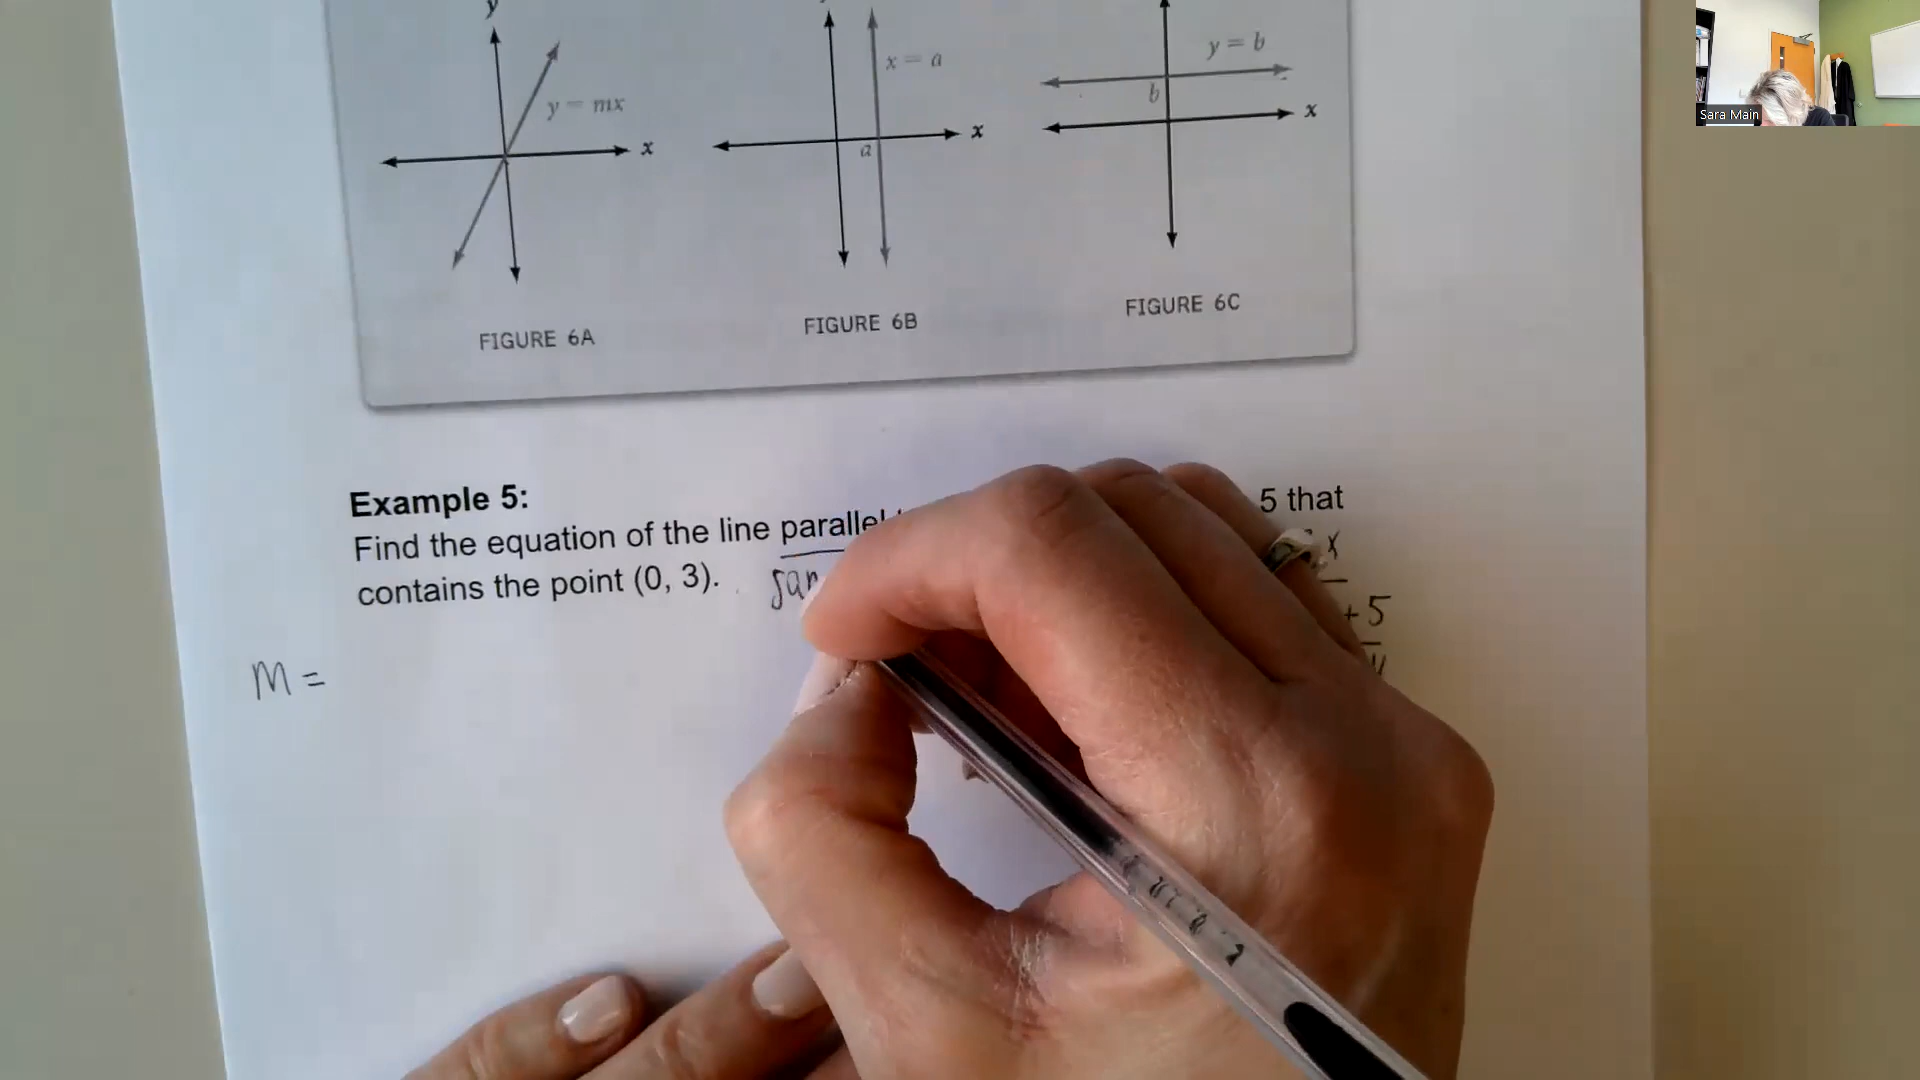 y
y = mx
x
x = a
a
x
y = b
b
x
FIGURE 6A
FIGURE 6B
FIGURE 6C
Sara Main
Example 5:
Find the equation of the line parallel 5 that
contains the point (0, 3).
x
+ 5
M =